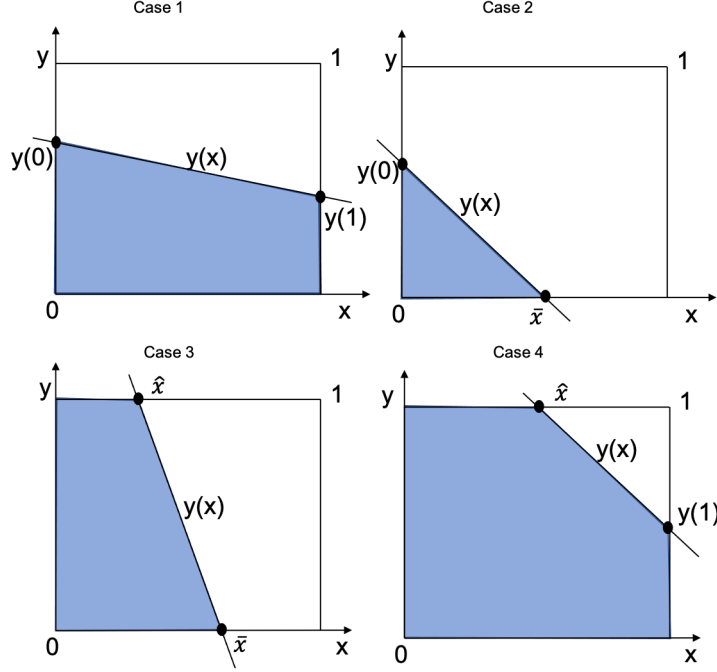 Case 1
y
1
y(0)
y(x)
y(1)
0
x
Case 2
1
y
y(0)
y(x)
0
x̄
x
Case 3
y
x̂
1
y(x)
0
x̄
x
Case 4
y
x̂
1
y(x)
y(1)
0
x